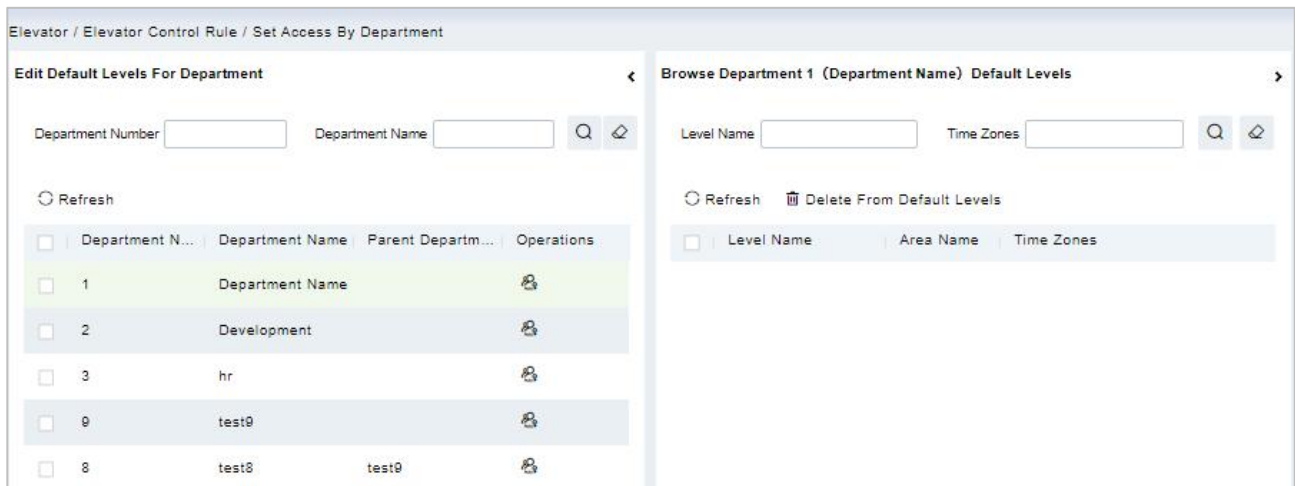 Elevator / Elevator Control Rule / Set Access By Department
Edit Default Levels For Department
Department Number Department Name
Refresh
Department N... Department Name Parent Departm... Operations
1 Department Name
2 Development
3 hr
9 test9
8 test8 test9
Browse Department 1 (Department Name) Default Levels
Level Name Time Zones
Refresh Delete From Default Levels
Level Name Area Name Time Zones